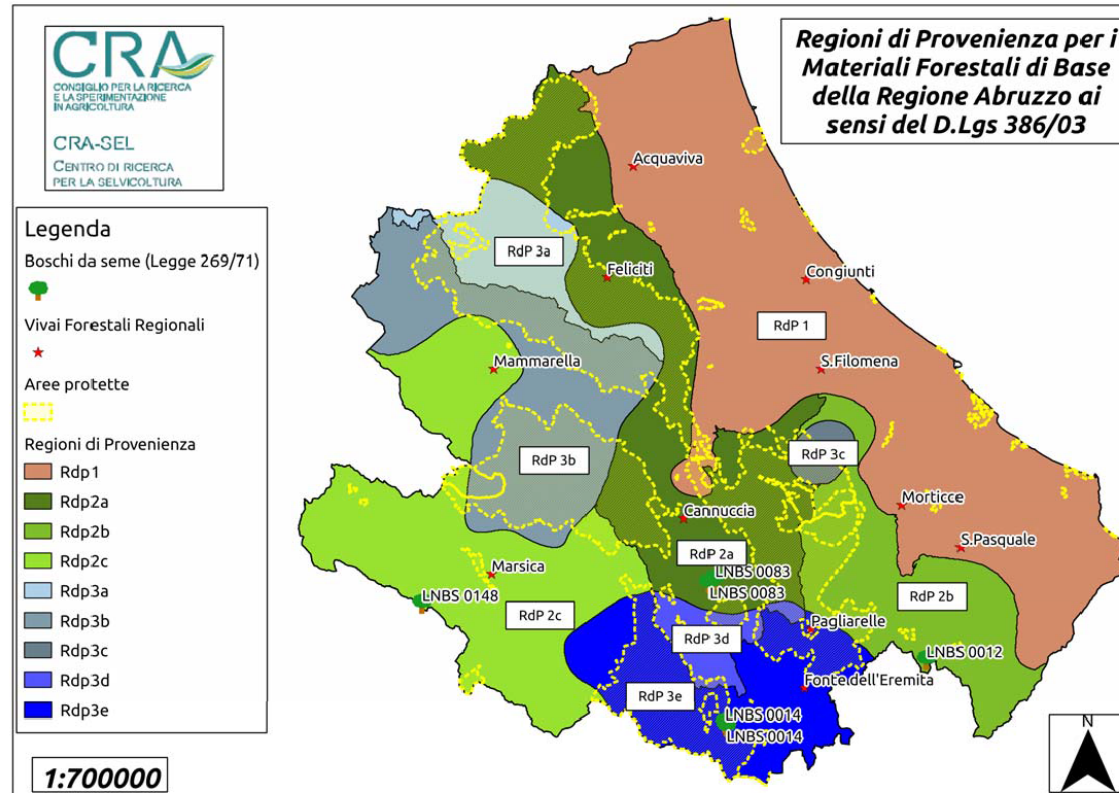 CRA
CONSIGLIO PER LA RICERCA
E LA SPERIMENTAZIONE
IN AGRICOLTURA
CRA-SEL
CENTRO DI RICERCA
PER LA SELVICOLTURA
Regioni di Provenienza per i
Materiali Forestali di Base
della Regione Abruzzo ai
sensi del D.Lgs 386/03
Legenda
Boschi da seme (Legge 269/71)
Vivai Forestali Regionali
Aree protette
Regioni di Provenienza
Rdp1
Rdp2a
Rdp2b
Rdp2c
Rdp3a
Rdp3b
Rdp3c
Rdp3d
Rdp3e
1:700000
Acquaviva
RdP 3a
Feliciti
Congiunti
RdP 1
Mammarella
S.Filomena
RdP 3b
RdP 3c
Cannuccia
Morticce
RdP 2a
S.Pasquale
Marsica
LNBS 0083
LNBS 0083
LNBS 0148
RdP 2c
RdP 2b
Pagliarelle
RdP 3d
LNBS 0012
Fonte dell'Eremita
RdP 3e
LNBS 0014
LNBS 0014
N